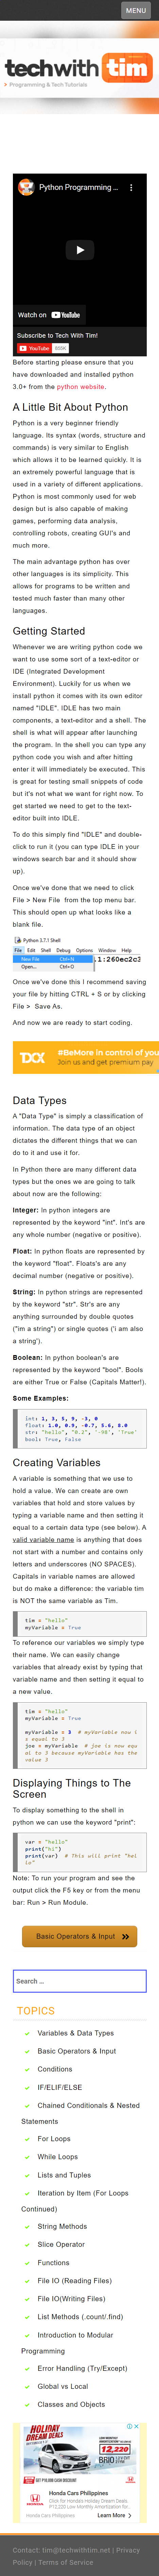 MENU
techwith tim
Programming & Tech Tutorials
Python Programming ...
Watch on YouTube
Subscribe to Tech With Tim!
YouTube
Before starting please ensure that you
have downloaded and installed python
3.0+ from the python website.
A Little Bit About Python
Python is a very beginner friendly
language. Its syntax (words, structure and
commands) is very similar to English
which allows it to be learned quickly. It is
an extremely powerful language that is
used in a variety of different applications.
Python is most commonly used for web
design but is also capable of making
games, performing data analysis,
controlling robots, creating GUI's and
much more.
The main advantage python has over
other languages is its simplicity. This
allows for programs to be written and
tested much faster than many other
languages.
Getting Started
Whenever we are writing python code we
want to use some sort of a text-editor or
IDE (Integrated Development
Environment). Luckily for us when we
install python it comes with its own editor
named "IDLE". IDLE has two main
components, a text-editor and a shell. The
shell is what will appear after launching
the program. In the shell you can type any
python code you wish and after hitting
enter it will immediately be executed. This
is great for testing small snippets of code
but it's not what we want for right now. To
get started we need to get to the text-
editor built into IDLE.
To do this simply find "IDLE" and double-
click to run it (you can type IDLE in your
windows search bar and it should show
up).
Once we've done that we need to click
File > New File from the top menu bar.
This should open up what looks like a
blank file.
Python 3.7.1 Shell
File Edit Shell Debug Options Window Help
New File Ctrl+N
Open... Ctrl+O
1:260ec2c3
Once we've done this I recommend saving
your file by hitting CTRL + S or by clicking
File > Save As.
And now we are ready to start coding.
#BeMore in control of you
Join us and get premium pay
Data Types
A "Data Type" is simply a classification of
information. The data type of an object
dictates the different things that we can
do to it and use it for.
In Python there are many different data
types but the ones we are going to talk
about now are the following:
Integer: In python integers are
represented by the keyword "int". Int's are
any whole number (negative or positive).
Float: In python floats are represented by
the keyword "float". Floats's are any
decimal number (negative or positive).
String: In python strings are represented
by the keyword "str". Str's are any
anything surrounded by double quotes
("im a string") or single quotes ('i am also
a string').
Boolean: In python boolean's are
represented by the keyword "bool". Bools
are either True or False (Capitals Matter!).
Some Examples:
int: 1, 3, 5, 9, -3, 0
float: 1.0, 0.9, -0.7, 5.6, 8.0
str: "hello", "8.2", '-98', 'True'
bool: True, False
Creating Variables
A variable is something that we use to
hold a value. We can create are own
variables that hold and store values by
typing a variable name and then setting it
equal to a certain data type (see below). A
valid variable name is anything that does
not start with a number and contains only
letters and underscores (NO SPACES).
Capitals in variable names are allowed
but do make a difference: the variable tim
is NOT the same variable as Tim.
tim = "hello"
myVariable = True
To reference our variables we simply type
their name. We can easily change
variables that already exist by typing that
variable name and then setting it equal to
a new value.
tim = "hello"
myVariable = True
myVariable = 3 # myVariable now i
s equal to 3
joe = myVariable # joe is now equ
al to 3 because myVariable has the
value 3
Displaying Things to The
Screen
To display something to the shell in
python we can use the keyword "print":
var = "hello"
print("hi")
print(var) # This will print "hel
lo"
Note: To run your program and see the
output click the F5 key or from the menu
bar: Run > Run Module.
Basic Operators & Input
Search ...
TOPICS
Variables & Data Types
Basic Operators & Input
Conditions
IF/ELIF/ELSE
Chained Conditionals & Nested
Statements
For Loops
While Loops
Lists and Tuples
Iteration by Item (For Loops
Continued)
String Methods
Slice Operator
Functions
File IO (Reading Files)
File IO(Writing Files)
List Methods (.count/.find)
Introduction to Modular
Programming
Error Handling (Try/Except)
Global vs Local
Classes and Objects
HOLIDAY
DRIVE
DEALS
BRIO
Honda Cars Philippines
Honda Cars Philippines
Learn More
Contact: tim@techwithtim.net | Privacy
Policy | Terms of Service